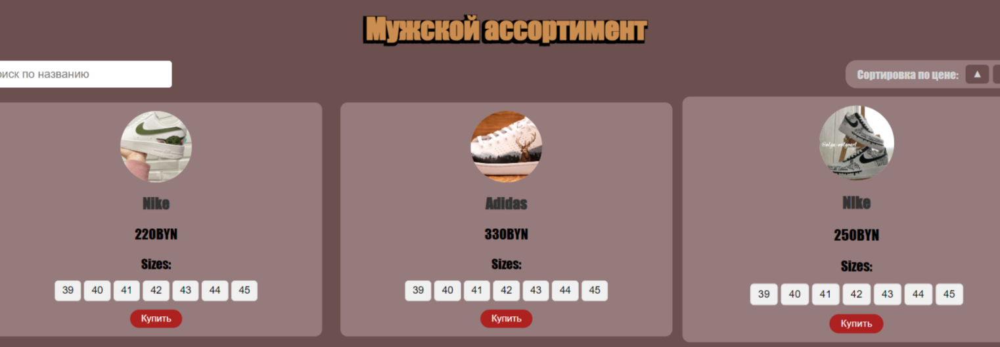 Мужской ассортимент
оиск по названию
Сортировка по цене: ▲
Nike
220BYN
Sizes:
39 40 41 42 43 44 45
Купить
Adidas
330BYN
Sizes:
39 40 41 42 43 44 45
Купить
Nike
250BYN
Sizes:
39 40 41 42 43 44 45
Купить